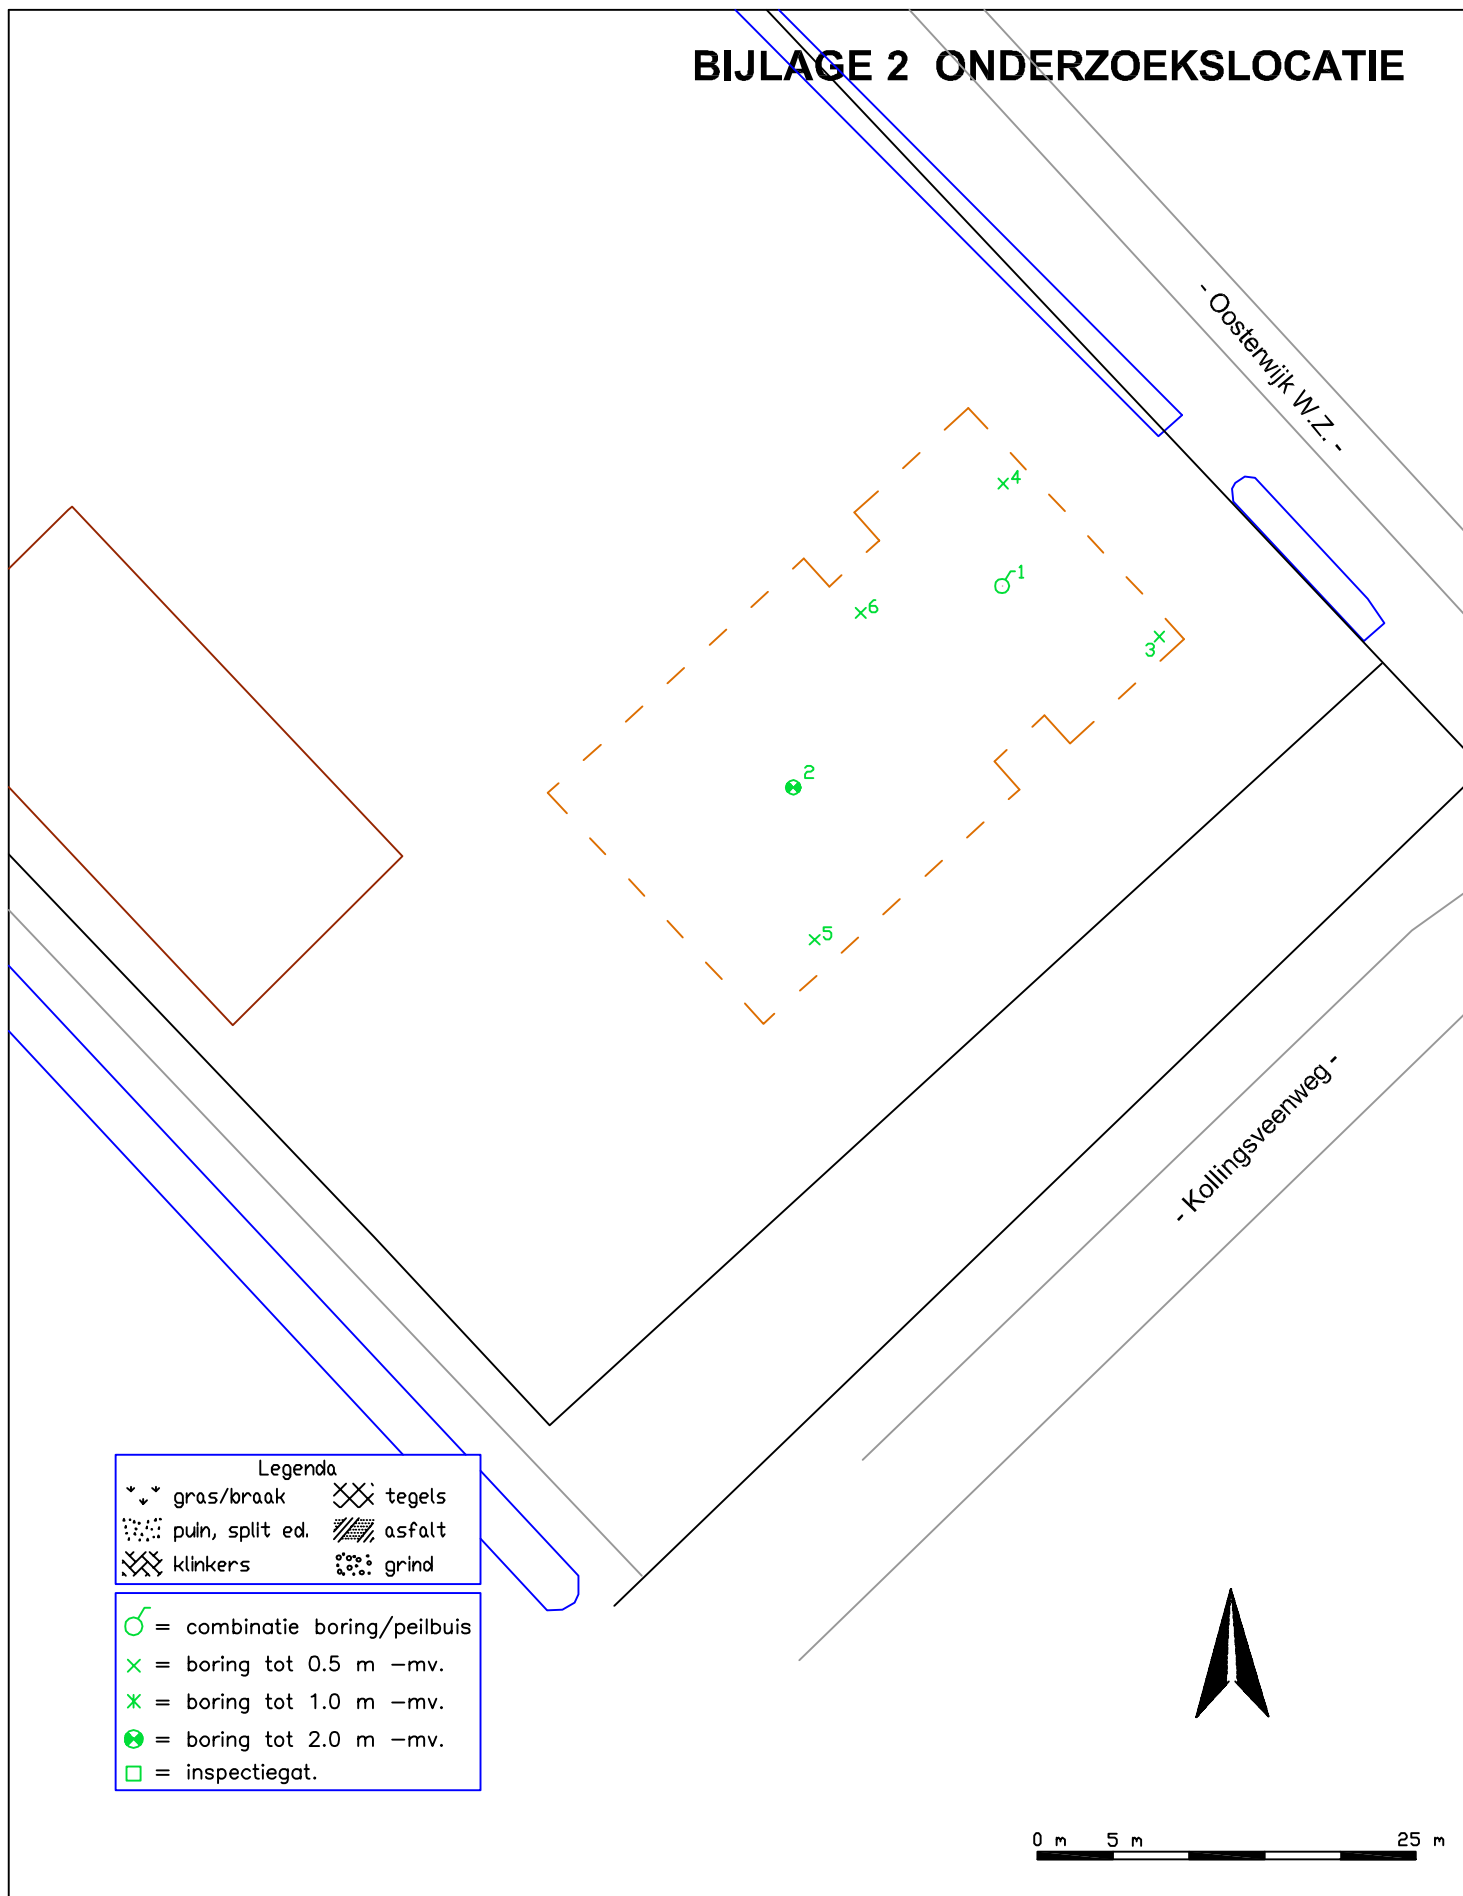 BIJLAGE 2 ONDERZOEKSLOCATIE
- Oosterwijk W.Z. -
4
1
6
3
2
5
- Kollingsveenweg -
Legenda
gras/braak
tegels
puin, split ed.
asfalt
klinkers
grind
= combinatie boring/peilbuis
= boring tot 0.5 m -mv.
= boring tot 1.0 m -mv.
= boring tot 2.0 m -mv.
= inspectiegat.
0 m 5 m 25 m